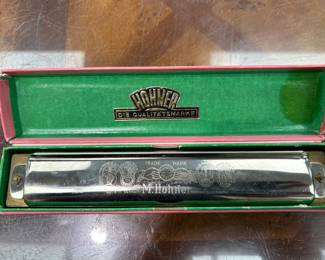 HOHNER
DIE QUALITÄTSMARKE
TRADE MARK
M. Hohner